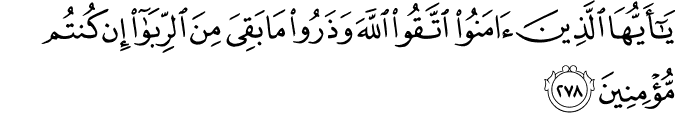 يَٰٓأَيُّهَا ٱلَّذِينَ ءَامَنُوا۟ ٱتَّقُوا۟ ٱللَّهَ وَذَرُوا۟ مَا بَقِىَ مِنَ ٱلرِّبَوٰٓا۟ إِن كُنتُم
مُّؤْمِنِينَ ٢٧٨